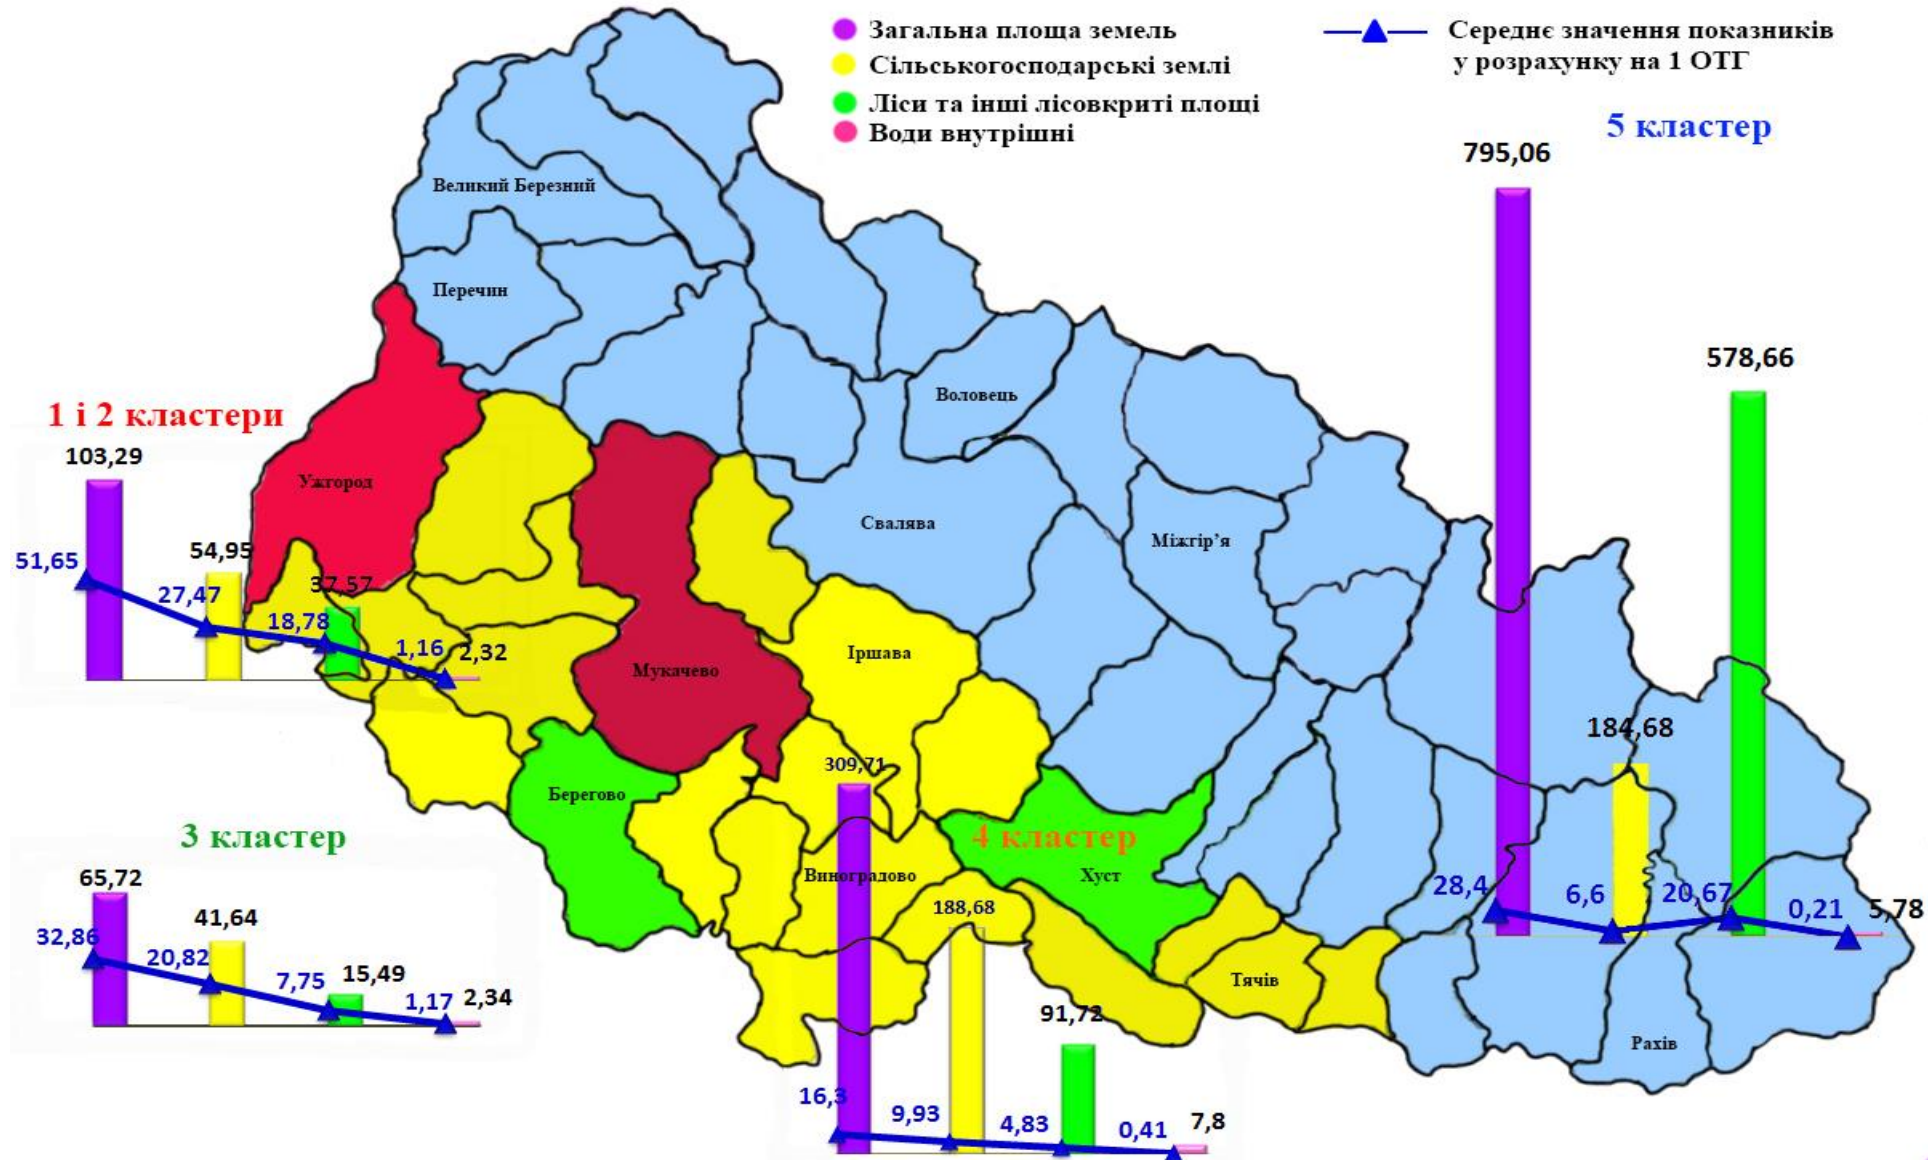 Загальна площа земель
Сільськогосподарські землі
Ліси та інші лісовкриті площі
Води внутрішні
Середнє значення показників
у розрахунку на 1 ОТГ
5 кластер
795,06
578,66
184,68
28,4
6,6
20,67
0,21
5,78
Великий Березний
Перечин
Воловець
Свалява
Міжгір’я
Ужгород
Мукачево
Іршава
Берегово
Виноградово
Хуст
Тячів
Рахів
1 і 2 кластери
103,29
54,95
37,57
2,32
51,65
27,47
18,78
1,16
3 кластер
65,72
41,64
15,49
2,34
32,86
20,82
7,75
1,17
4 кластер
309,71
188,68
91,72
7,8
16,3
9,93
4,83
0,41